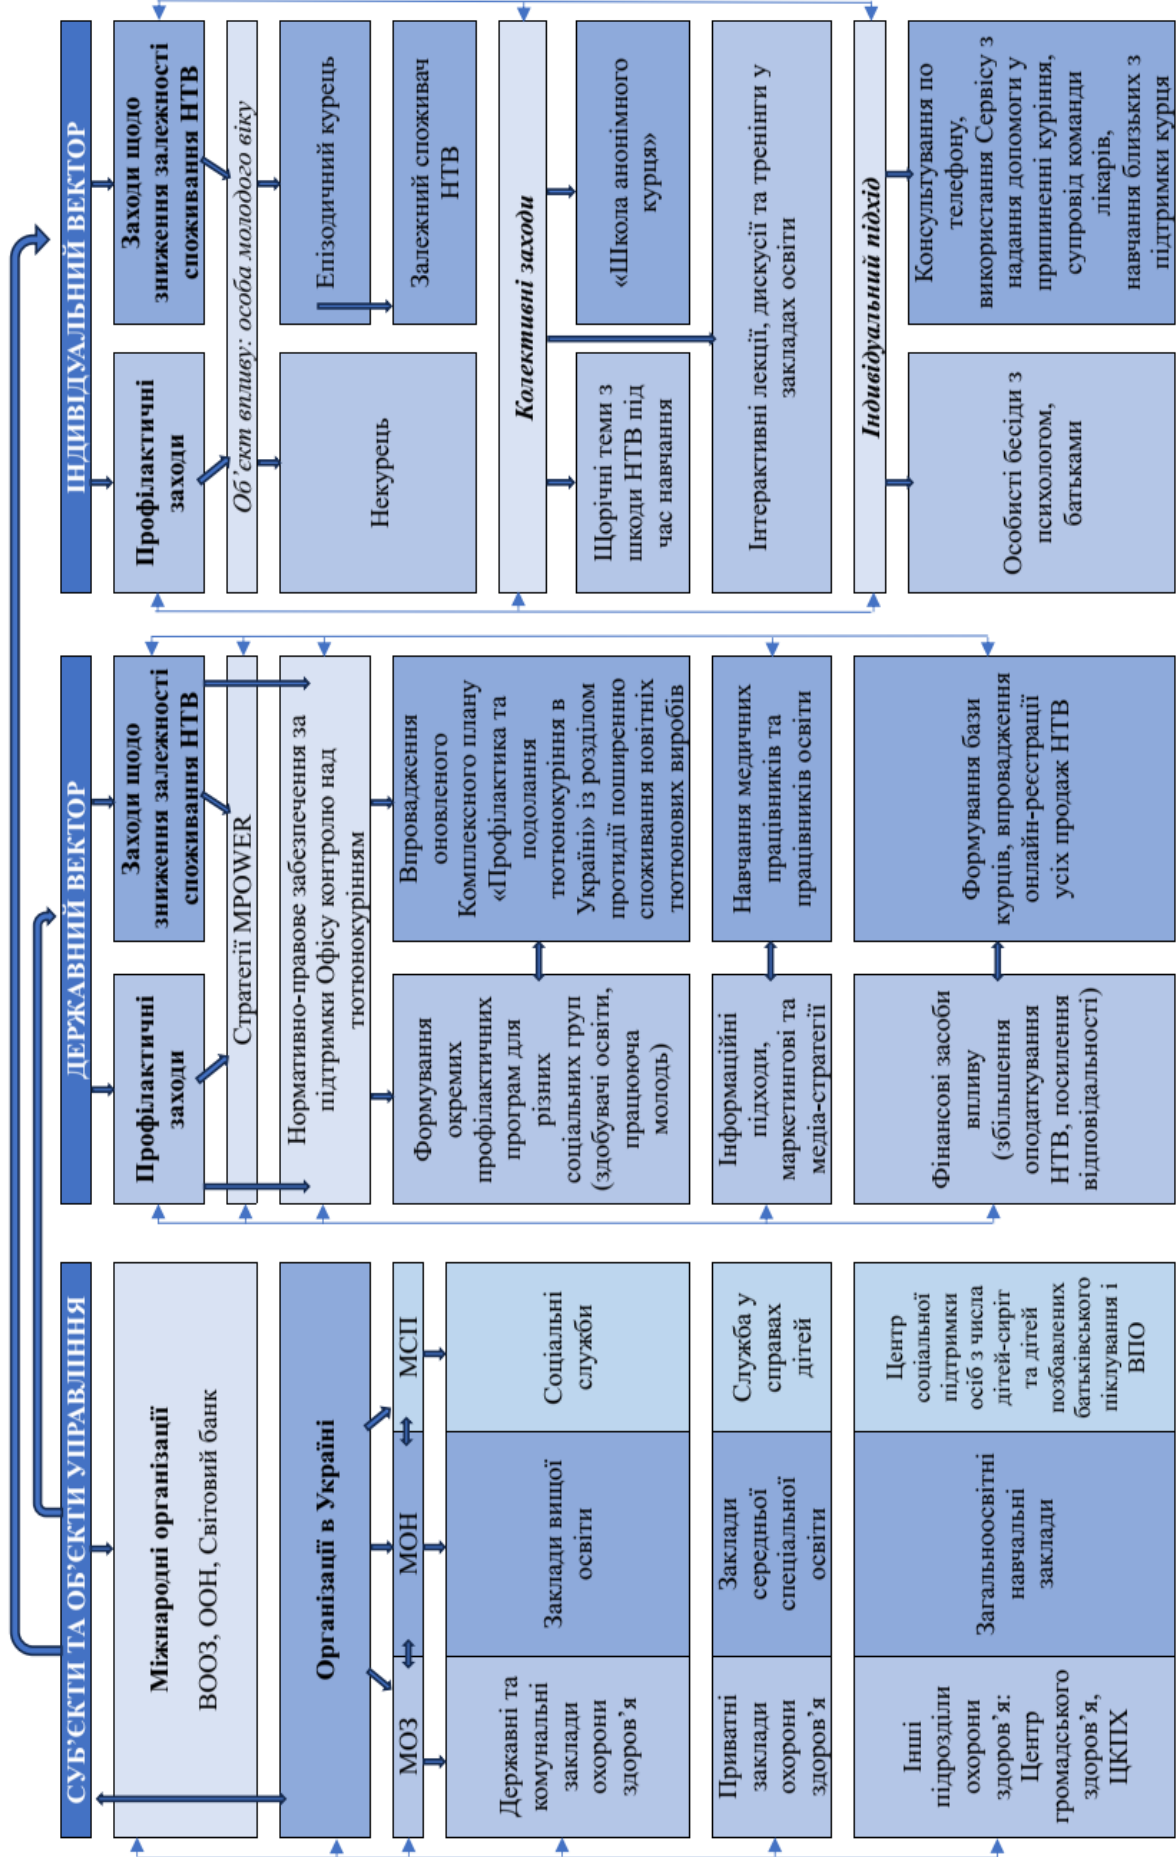 СУБ’ЄКТИ ТА ОБ’ЄКТИ УПРАВЛІННЯ
Міжнародні організації
ВООЗ, ООН, Світовий банк
Організації в Україні
МОЗ
МОН
МСП
Державні та
комунальні
заклади
охорони
здоров’я
Заклади вищої
освіти
Соціальні
служби
Приватні
заклади
охорони
здоров’я
Заклади
середньої
спеціальної
освіти
Служба у
справах
дітей
Інші
підрозділи
охорони
здоров’я:
Центр
громадського
здоров’я,
ЦКПХ
Загальноосвітні
навчальні
заклади
Центр
соціальної
підтримки
осіб з числа
дітей-сиріт
та дітей
позбавлених
батьківського
піклування і
ВПО
ДЕРЖАВНИЙ ВЕКТОР
Профілактичні
заходи
Заходи щодо
зниження залежності
споживання НТВ
Стратегії MPOWER
Нормативно-правове забезпечення за
підтримки Офісу контролю над
тютюнокурінням
Формування
окремих
профілактичних
програм для
різних
соціальних груп
(здобувачі освіти,
працююча
молодь)
Впровадження
оновленого
Комплексного плану
«Профілактика та
подолання
тютюнокуріння в
Україні» із розділом
протидії поширенню
споживання новітніх
тютюнових виробів
Інформаційні
підходи,
маркетингові та
медіа-стратегії
Навчання медичних
працівників та
працівників освіти
Фінансові засоби
впливу
(збільшення
оподаткування
НТВ, посилення
відповідальності)
Формування бази
курців, впровадження
онлайн-реєстрації
усіх продаж НТВ
ІНДИВІДУАЛЬНИЙ ВЕКТОР
Профілактичні
заходи
Заходи щодо
зниження залежності
споживання НТВ
Об’єкт впливу: особа молодого віку
Некурець
Епізодичний курець
Залежний споживач
НТВ
Колективні заходи
Щорічні теми з
шкоди НТВ під
час навчання
«Школа анонімного
курця»
Інтерактивні лекції, дискусії та тренінги у
закладах освіти
Індивідуальний підхід
Особисті бесіди з
психологом,
батьками
Консультування по
телефону,
використання Сервісу з
надання допомоги у
припиненні куріння,
супровід команди
лікарів,
навчання близьких з
підтримки курця